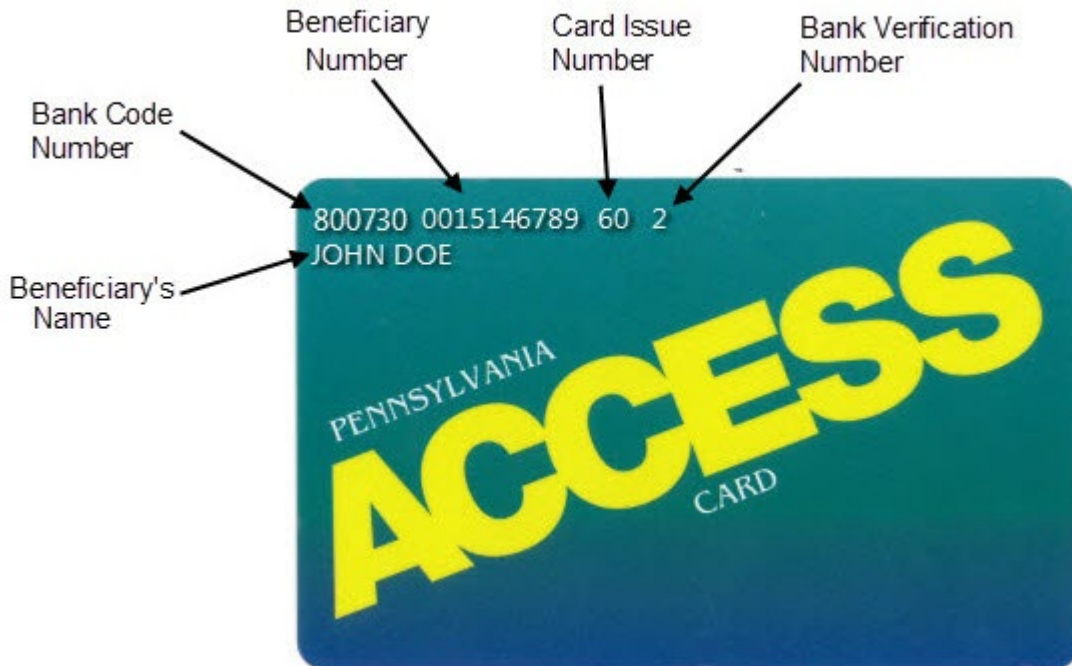 Beneficiary
Number
Card Issue
Number
Bank Verification
Number
Bank Code
Number
800730 0015146789 60 2
JOHN DOE
Beneficiary's
Name
PENNSYLVANIA
ACCESS
CARD